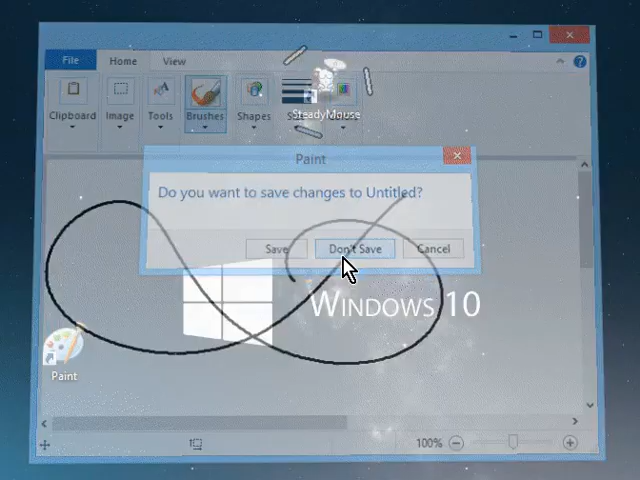 File Home View
Clipboard Image Tools Brushes Shapes
SteadyMouse
Paint
Do you want to save changes to Untitled?
Save Don't Save Cancel
Windows 10
Paint
100%